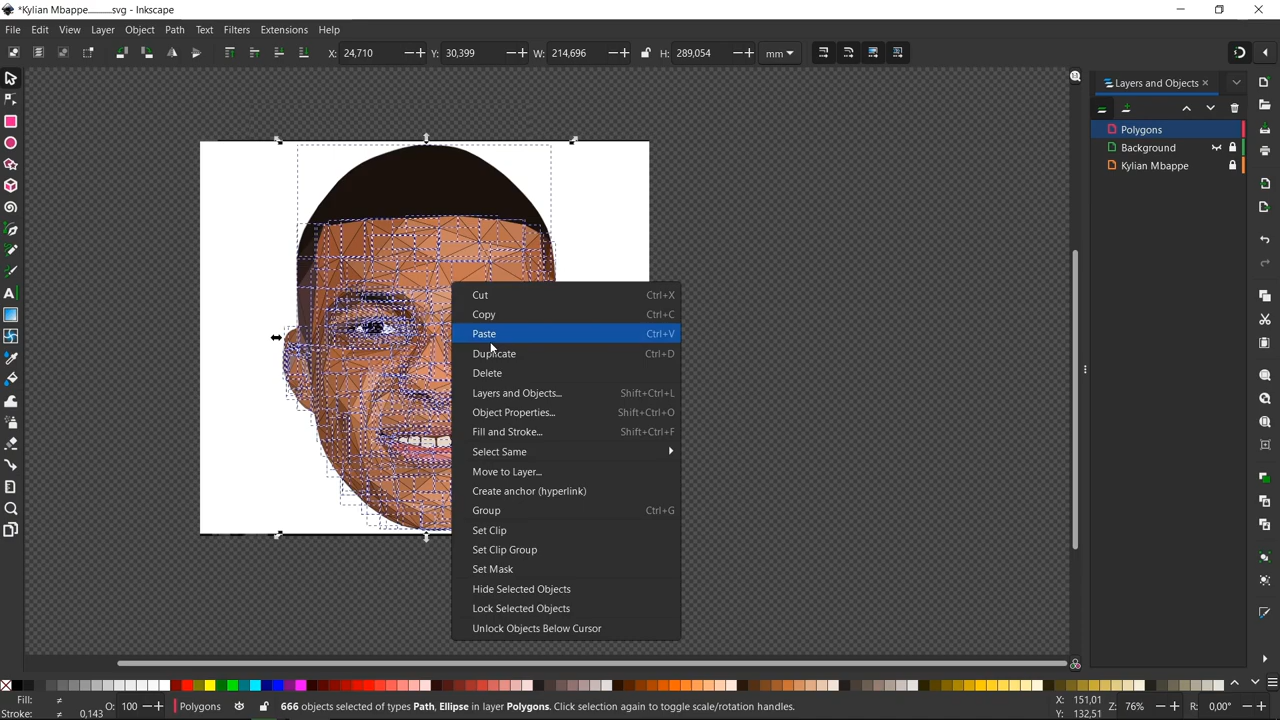 *Kylian Mbappe_____.svg - Inkscape
File Edit View Layer Object Path Text Filters Extensions Help
X: 24,710 Y: 30,399 W: 214,696 H: 289,054 mm
Layers and Objects
Polygons
Background
Kylian Mbappe
Cut Ctrl+X
Copy Ctrl+C
Paste Ctrl+V
Duplicate Ctrl+D
Delete
Layers and Objects... Shift+Ctrl+L
Object Properties... Shift+Ctrl+O
Fill and Stroke... Shift+Ctrl+F
Select Same
Move to Layer...
Create anchor (hyperlink)
Group Ctrl+G
Set Clip
Set Clip Group
Set Mask
Hide Selected Objects
Lock Selected Objects
Unlock Objects Below Cursor
Fill: ≠ O: 100 Polygons 666 objects selected of types Path, Ellipse in layer Polygons. Click selection again to toggle scale/rotation handles. X: 151,01 Z: 76% R: 0,00°
Stroke: ≠ 0,143 Y: 132,51